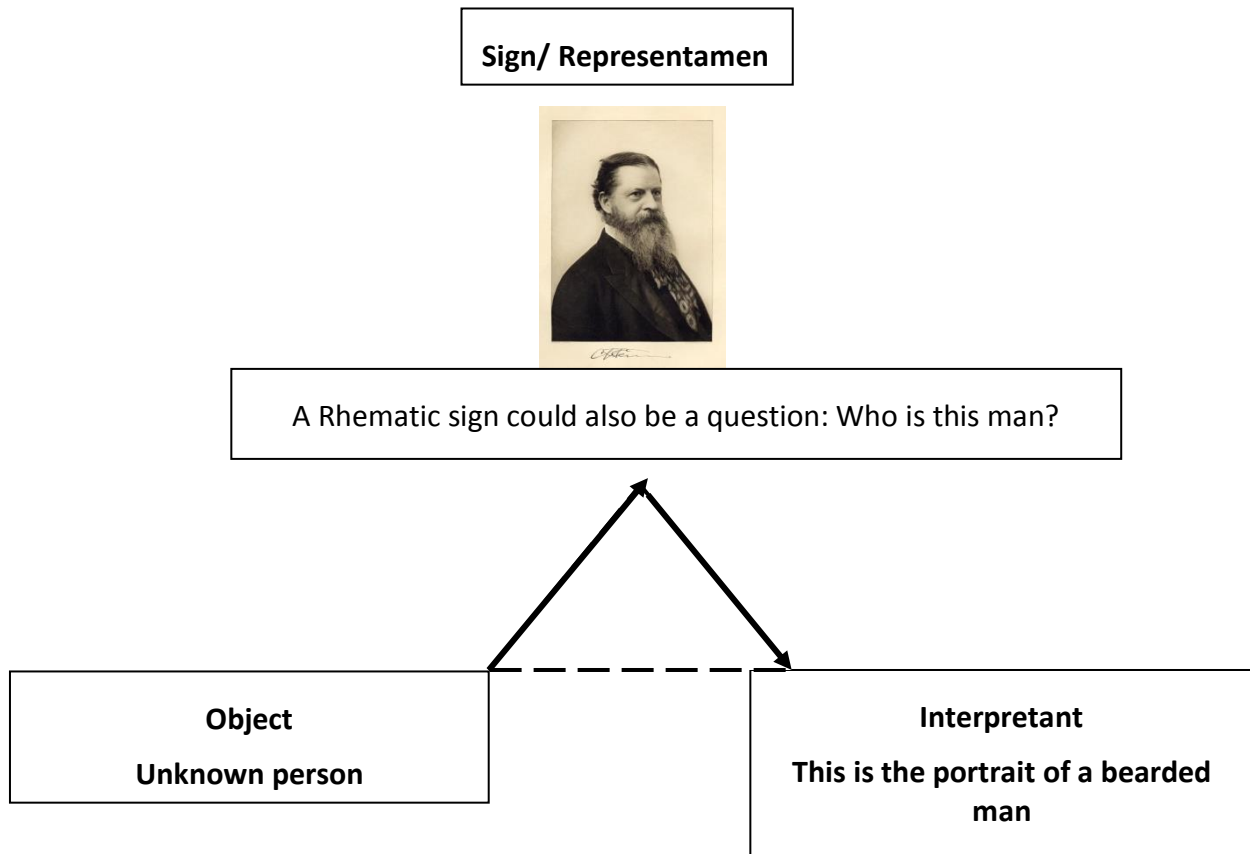 Sign/ Representamen
A Rhematic sign could also be a question: Who is this man?
Object
Unknown person
Interpretant
This is the portrait of a bearded
man